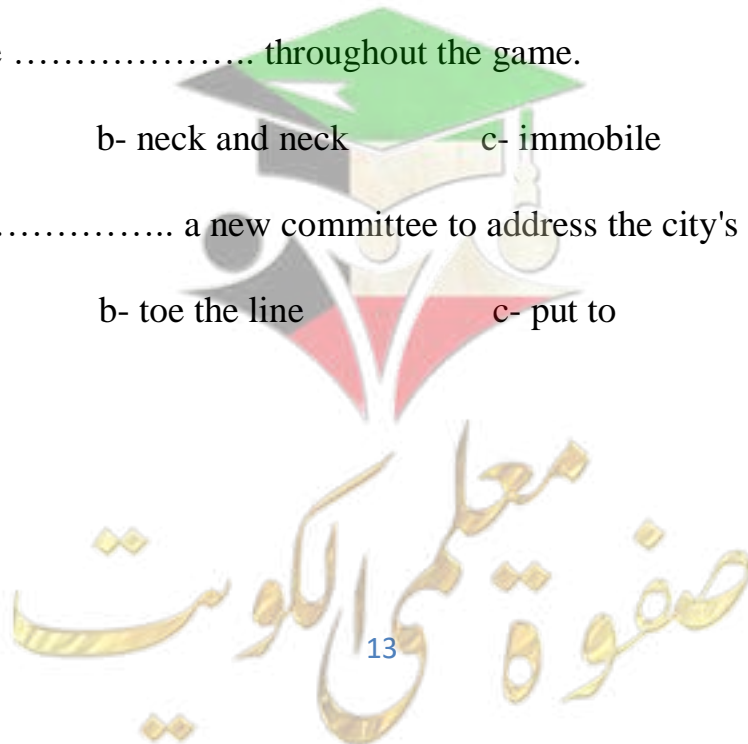 ………………... throughout the game.
b- neck and neck c- immobile
…………….. a new committee to address the city's
b- toe the line c- put to
صفوة معلمى الكويت
13